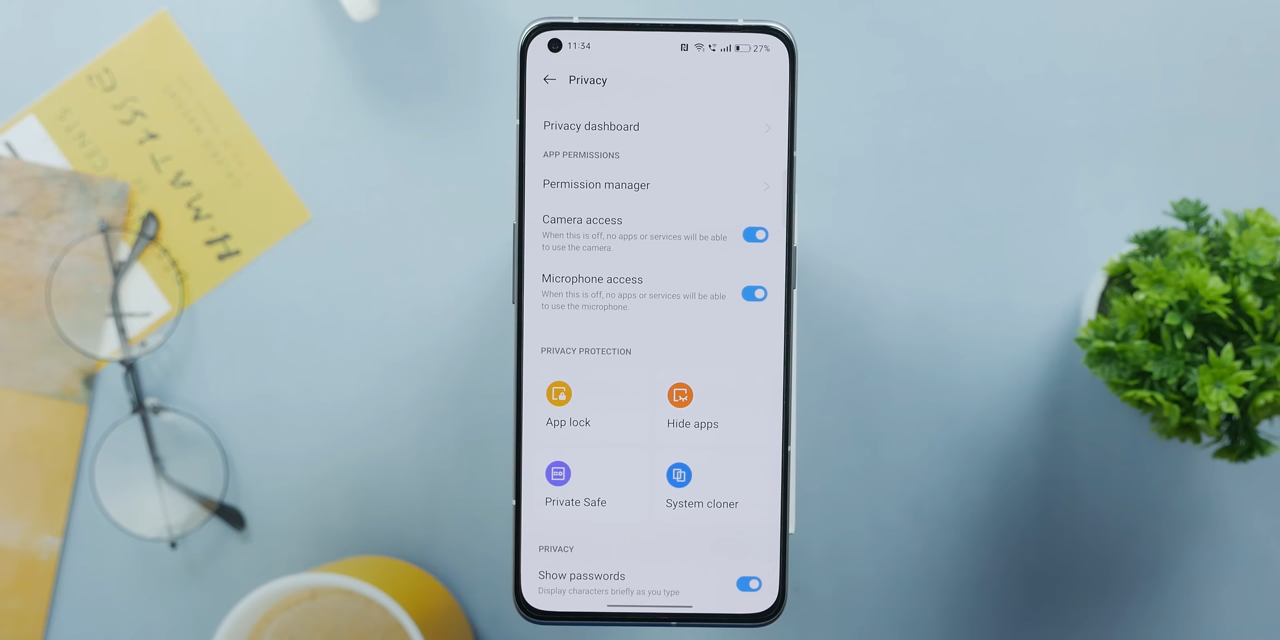 11:34
27%
Privacy
Privacy dashboard
APP PERMISSIONS
Permission manager
Camera access
When this is off, no apps or services will be able
to use the camera.
Microphone access
When this is off, no apps or services will be able
to use the microphone.
PRIVACY PROTECTION
App lock
Hide apps
Private Safe
System cloner
PRIVACY
Show passwords
Display characters briefly as you type
H·MATISSE
CENTS